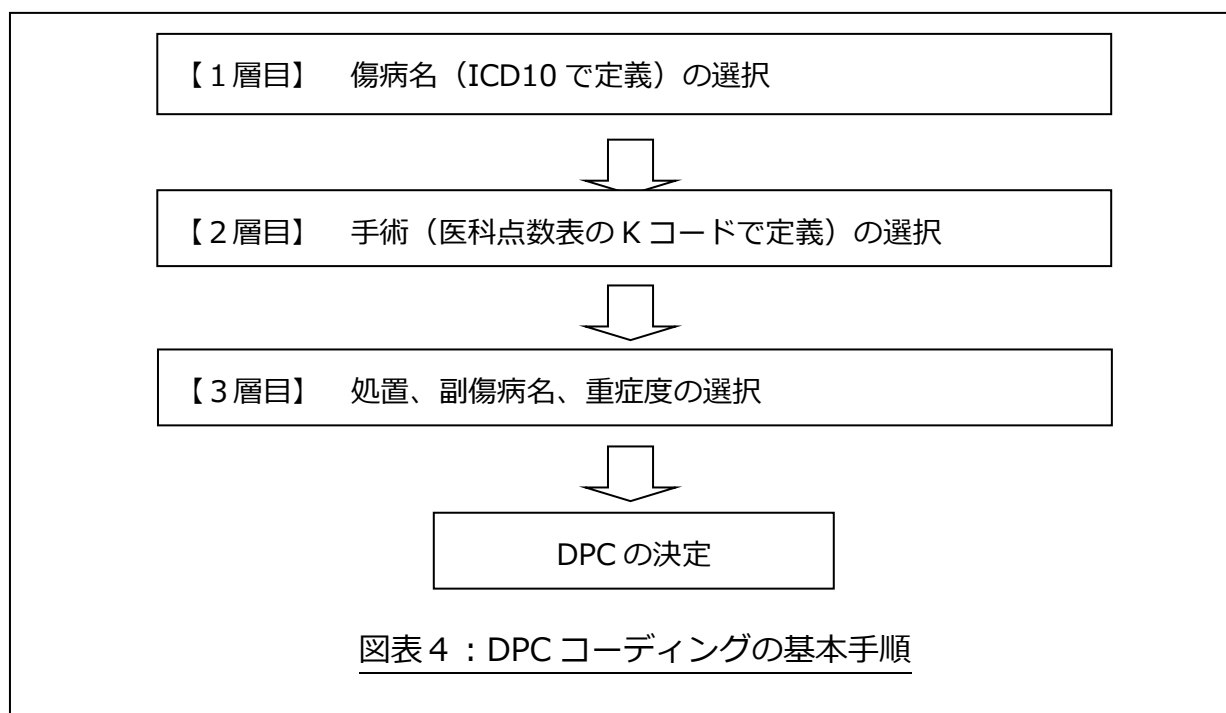 【１層目】　傷病名（ICD10 で定義）の選択
【２層目】　手術（医科点数表の K コードで定義）の選択
【３層目】　処置、副傷病名、重症度の選択
DPC の決定
図表４：DPC コーディングの基本手順